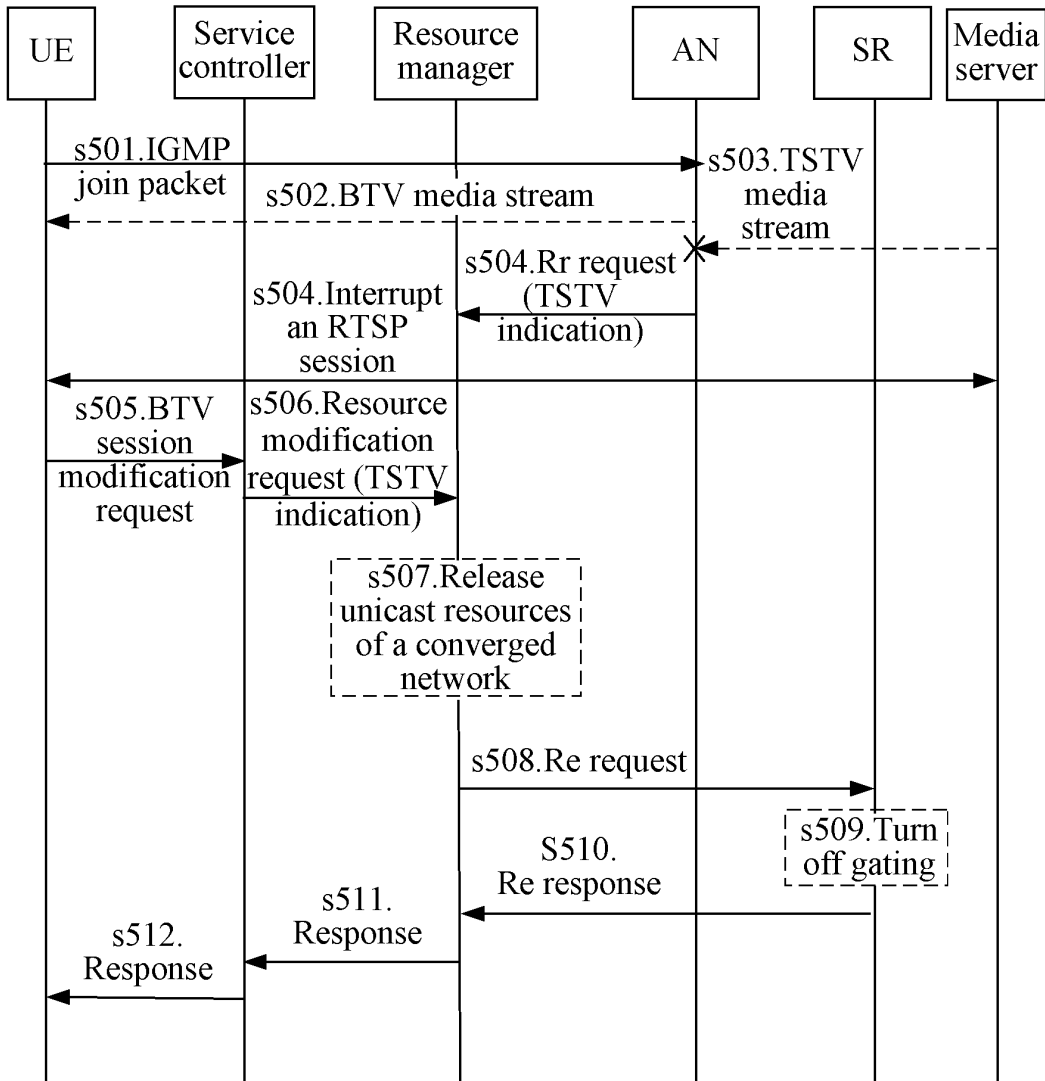 UE
Service
controller
Resource
manager
AN
SR
Media
server
s501.IGMP
join packet
s502.BTV media stream
s503.TSTV
media
stream
s504.Rr request
(TSTV
indication)
s504.Interrupt
an RTSP
session
s505.BTV
session
modification
request
s506.Resource
modification
request (TSTV
indication)
s507.Release
unicast resources
of a converged
network
s508.Re request
s509.Turn
off gating
S510.
Re response
s511.
Response
s512.
Response